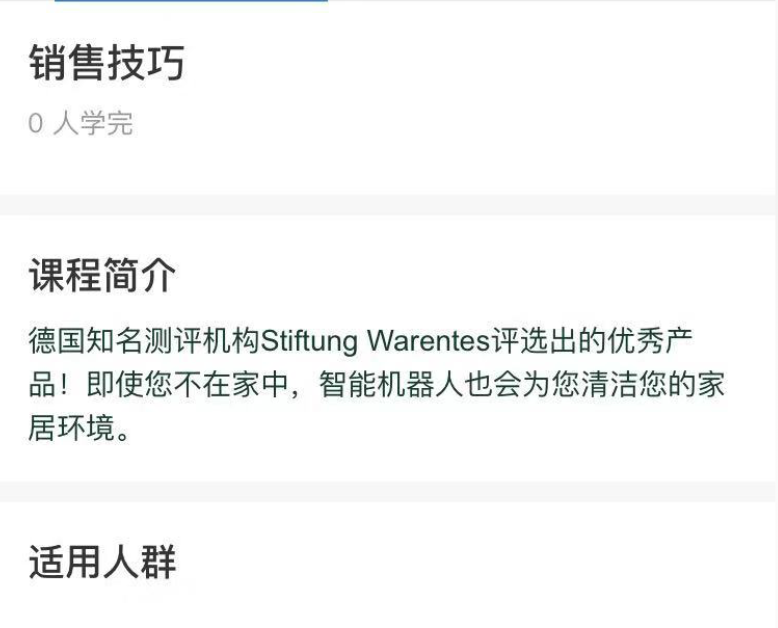 销售技巧
0 人学完
课程简介
德国知名测评机构Stiftung Warentes评选出的优秀产
品！即使您不在家中，智能机器人也会为您清洁您的家
居环境。
适用人群